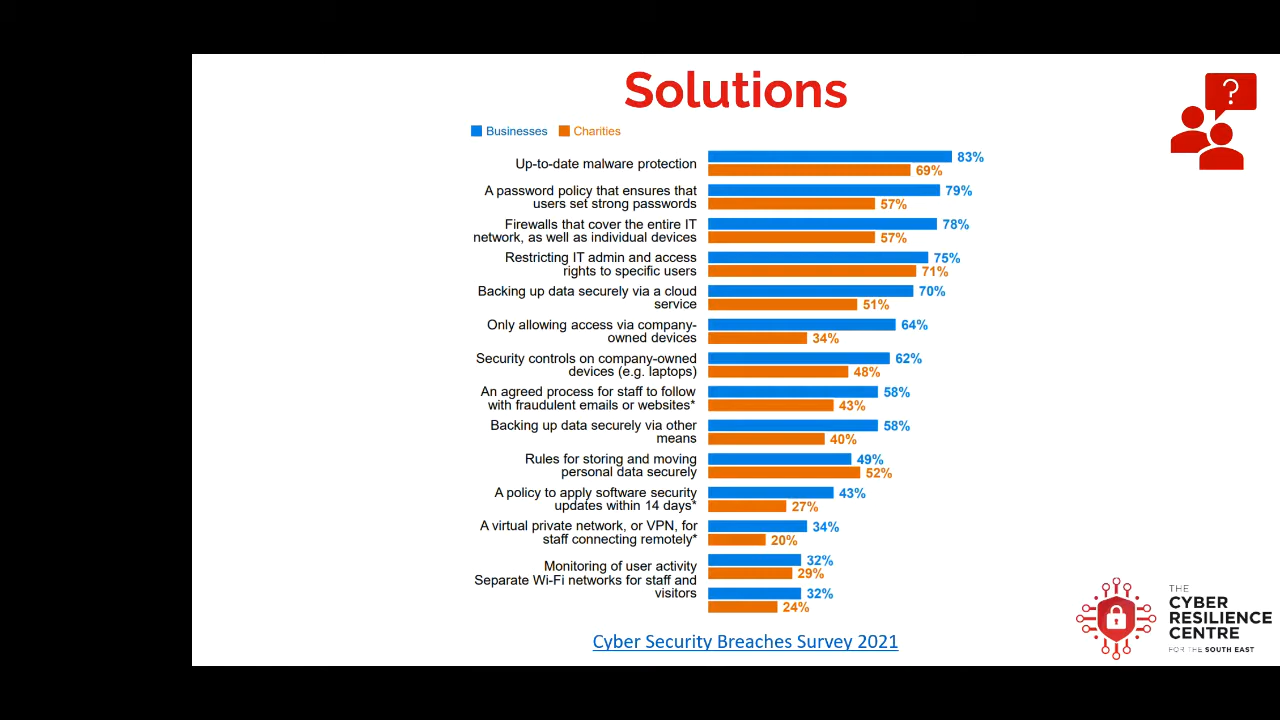 Solutions
Businesses Charities
Up-to-date malware protection
83%
69%
A password policy that ensures that
users set strong passwords
79%
57%
Firewalls that cover the entire IT
network, as well as individual devices
78%
57%
Restricting IT admin and access
rights to specific users
75%
71%
Backing up data securely via a cloud
service
70%
51%
Only allowing access via company-
owned devices
64%
34%
Security controls on company-owned
devices (e.g. laptops)
62%
48%
An agreed process for staff to follow
with fraudulent emails or websites*
58%
43%
Backing up data securely via other
means
58%
40%
Rules for storing and moving
personal data securely
49%
52%
A policy to apply software security
updates within 14 days*
43%
27%
A virtual private network, or VPN, for
staff connecting remotely*
34%
20%
Monitoring of user activity
32%
29%
Separate Wi-Fi networks for staff and
visitors
32%
24%
Cyber Security Breaches Survey 2021
?
THE
CYBER
RESILIENCE
CENTRE
FOR THE SOUTH EAST